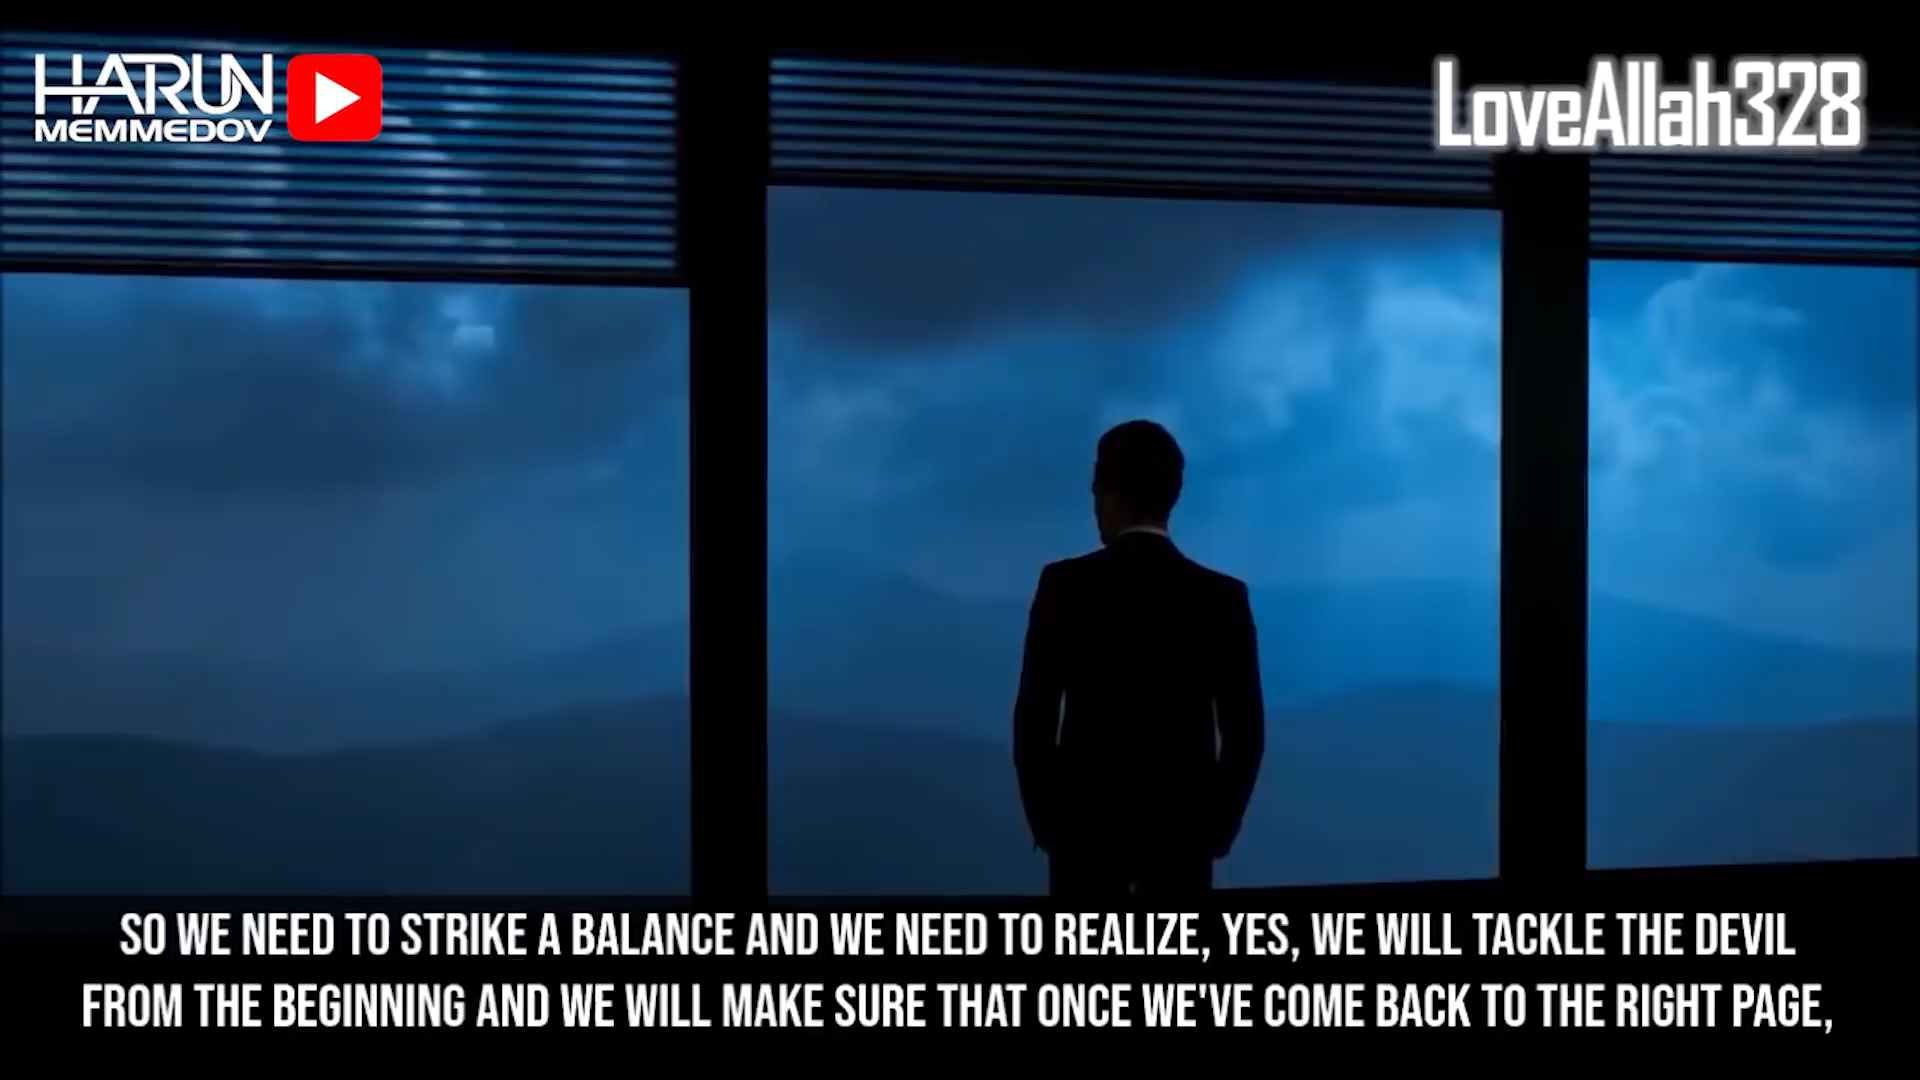 HARUN
MEMMEDOV
LoveAllah328
SO WE NEED TO STRIKE A BALANCE AND WE NEED TO REALIZE, YES, WE WILL TACKLE THE DEVIL
FROM THE BEGINNING AND WE WILL MAKE SURE THAT ONCE WE'VE COME BACK TO THE RIGHT PAGE,